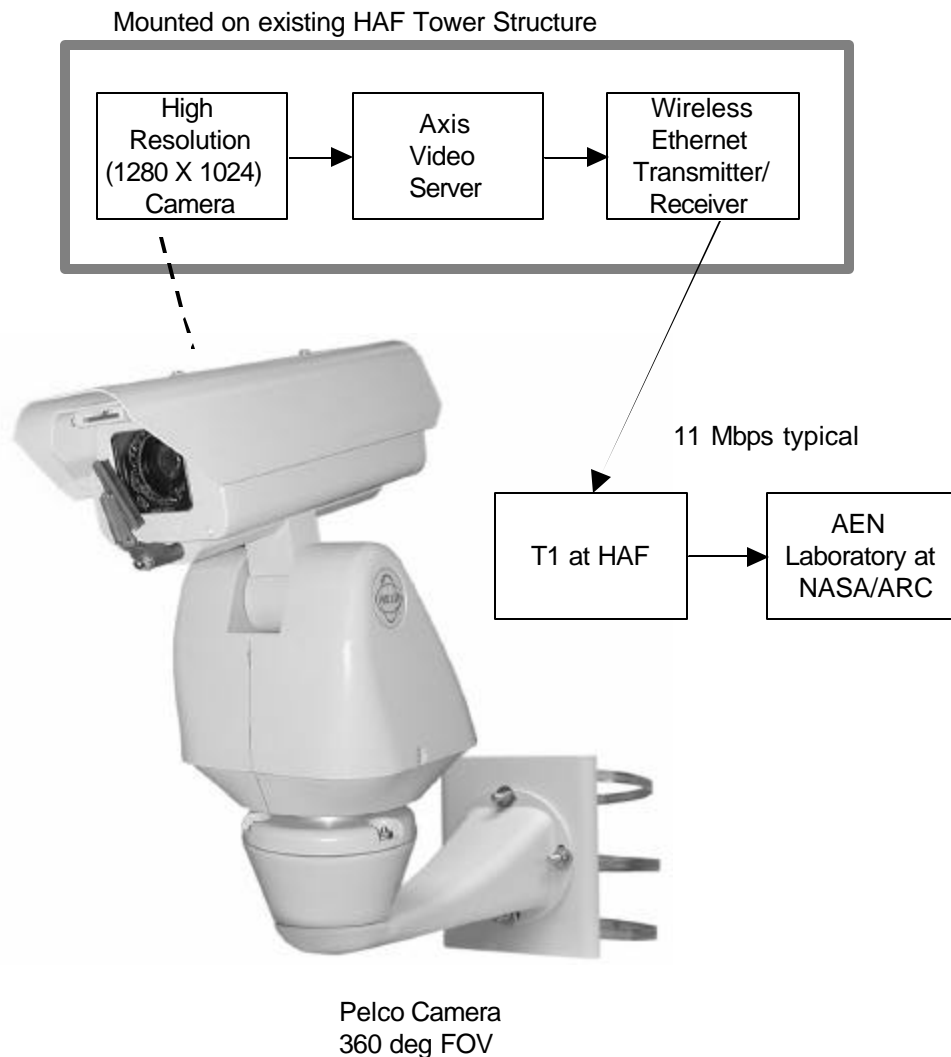 Mounted on existing HAF Tower Structure
High
Resolution
(1280 X 1024)
Camera
Axis
Video
Server
Wireless
Ethernet
Transmitter/
Receiver
11 Mbps typical
T1 at HAF
AEN
Laboratory at
NASA/ARC
Pelco Camera
360 deg FOV